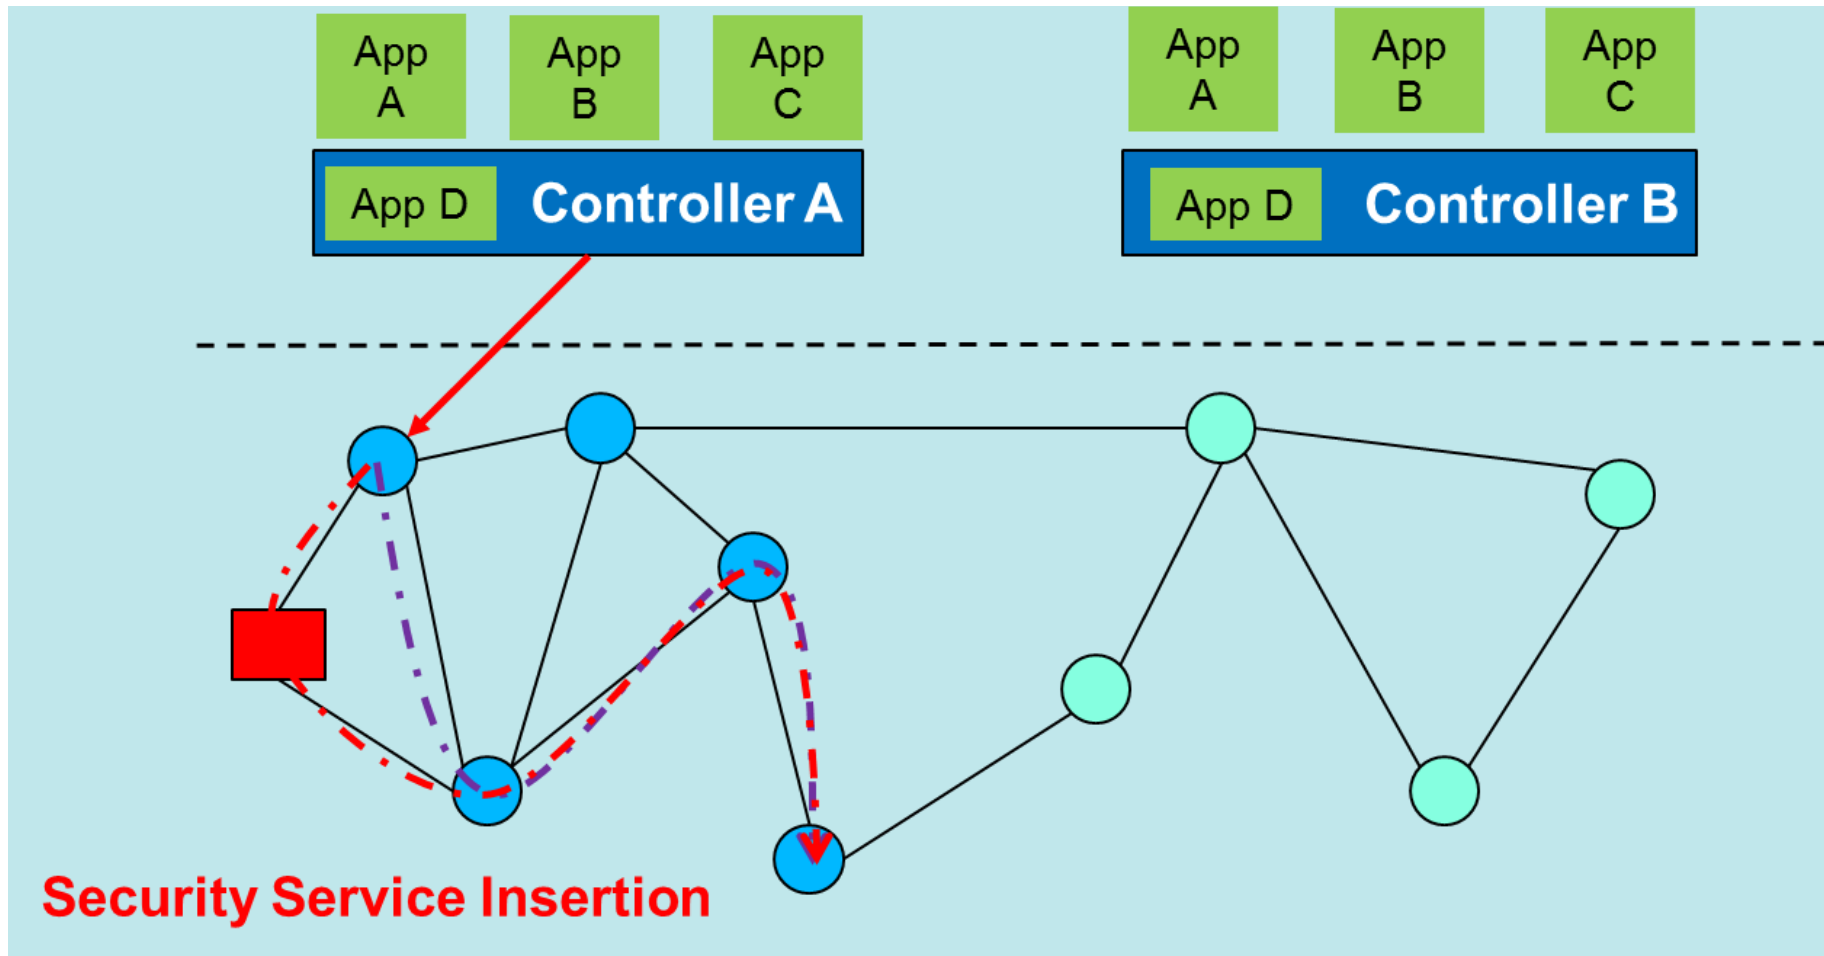 App
A
App
B
App
C
App
A
App
B
App
C
App D
Controller A
App D
Controller B
Security Service Insertion